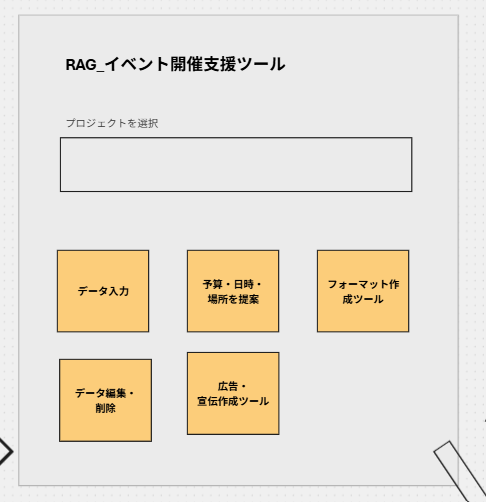 RAG_イベント開催支援ツール
プロジェクトを選択
データ入力
予算・日時・
場所を提案
フォーマット作
成ツール
データ編集・
削除
広告・
宣伝作成ツール